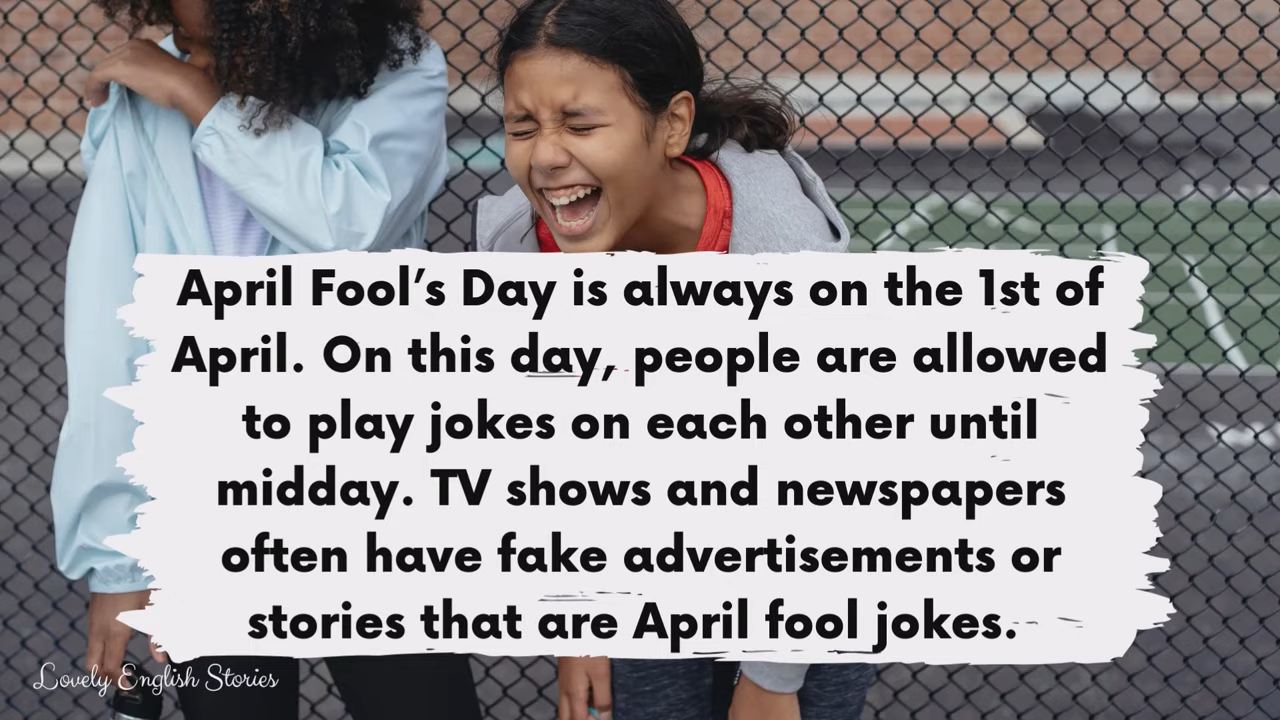 April Fool’s Day is always on the 1st of
April. On this day, people are allowed
to play jokes on each other until
midday. TV shows and newspapers
often have fake advertisements or
stories that are April fool jokes.
Lovely English Stories